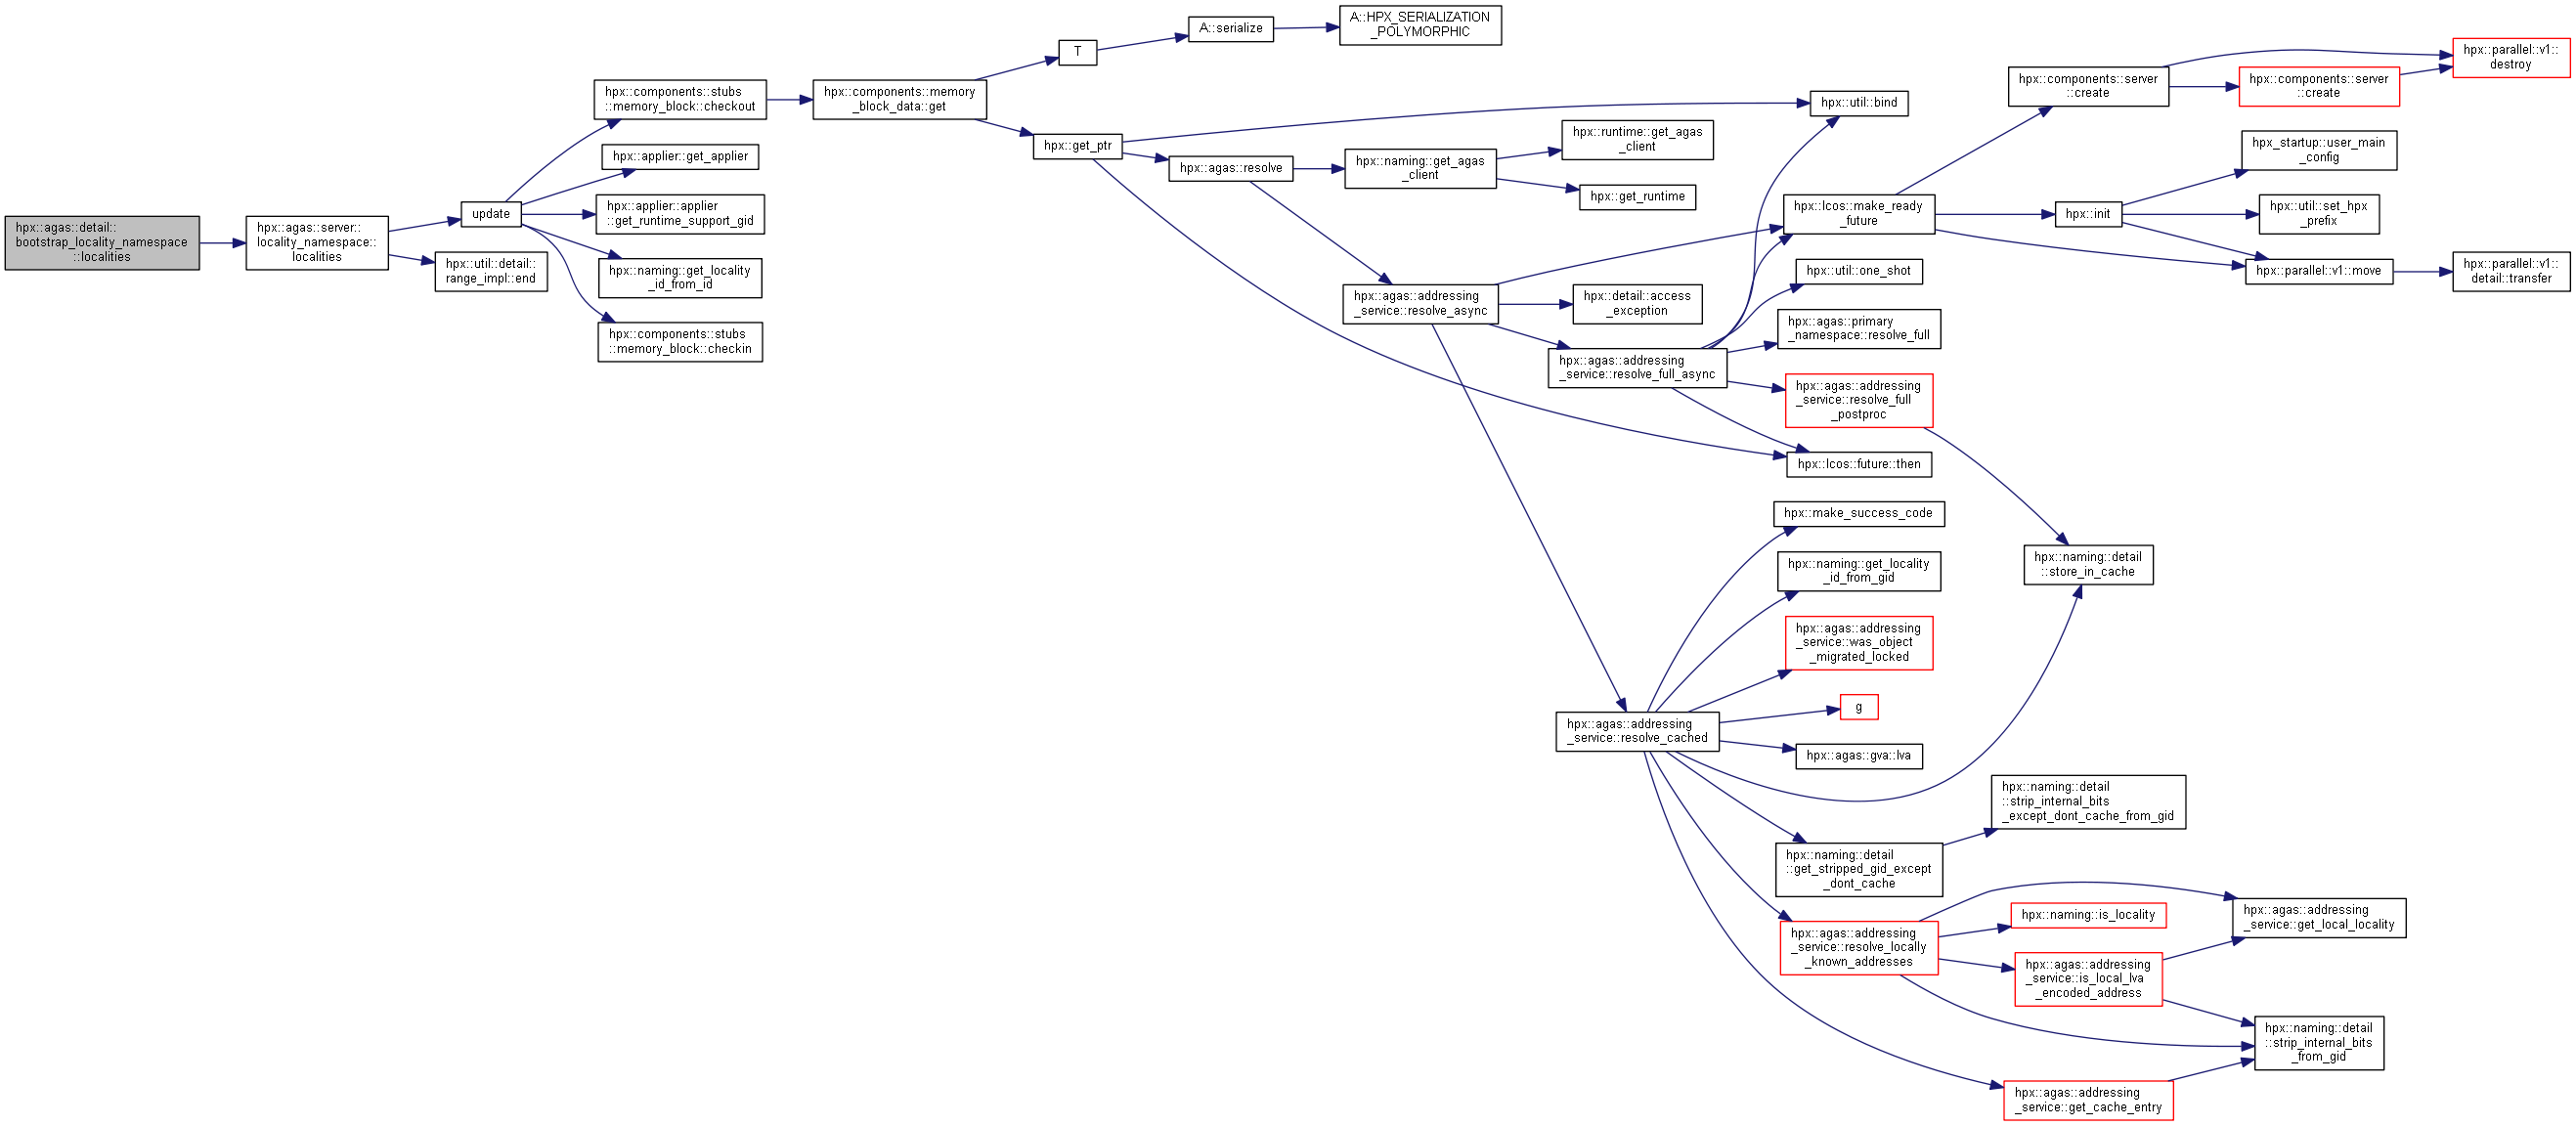 hpx::agas::detail::
bootstrap_locality_namespace
::localities
hpx::agas::server::
locality_namespace::
localities
update
hpx::util::detail::
range_impl::end
hpx::components::stubs
::memory_block::checkout
hpx::applier::get_applier
hpx::applier::applier
::get_runtime_support_gid
hpx::naming::get_locality
_id_from_id
hpx::components::stubs
::memory_block::checkin
hpx::components::memory
_block_data::get
T
hpx::get_ptr
A::serialize
A::HPX_SERIALIZATION
_POLYMORPHIC
hpx::agas::resolve
hpx::naming::get_agas
_client
hpx::runtime::get_agas
_client
hpx::get_runtime
hpx::agas::addressing
_service::resolve_async
hpx::detail::access
_exception
hpx::agas::addressing
_service::resolve_full_async
hpx::agas::addressing
_service::resolve_cached
hpx::util::bind
hpx::lcos::make_ready
_future
hpx::util::one_shot
hpx::agas::primary
_namespace::resolve_full
hpx::agas::addressing
_service::resolve_full
_postproc
hpx::lcos::future::then
hpx::make_success_code
hpx::naming::get_locality
_id_from_gid
hpx::agas::addressing
_service::was_object
_migrated_locked
g
hpx::agas::gva::lva
hpx::naming::detail
::get_stripped_gid_except
_dont_cache
hpx::agas::addressing
_service::resolve_locally
_known_addresses
hpx::components::server
::create
hpx::init
hpx::naming::detail
::store_in_cache
hpx::naming::detail
::strip_internal_bits
_except_dont_cache_from_gid
hpx::naming::is_locality
hpx::agas::addressing
_service::is_local_lva
_encoded_address
hpx::agas::addressing
_service::get_cache_entry
hpx::components::server
::create
hpx_startup::user_main
_config
hpx::util::set_hpx
_prefix
hpx::parallel::v1::move
hpx::agas::addressing
_service::get_local_locality
hpx::naming::detail
::strip_internal_bits
_from_gid
hpx::parallel::v1::
destroy
hpx::parallel::v1::
detail::transfer